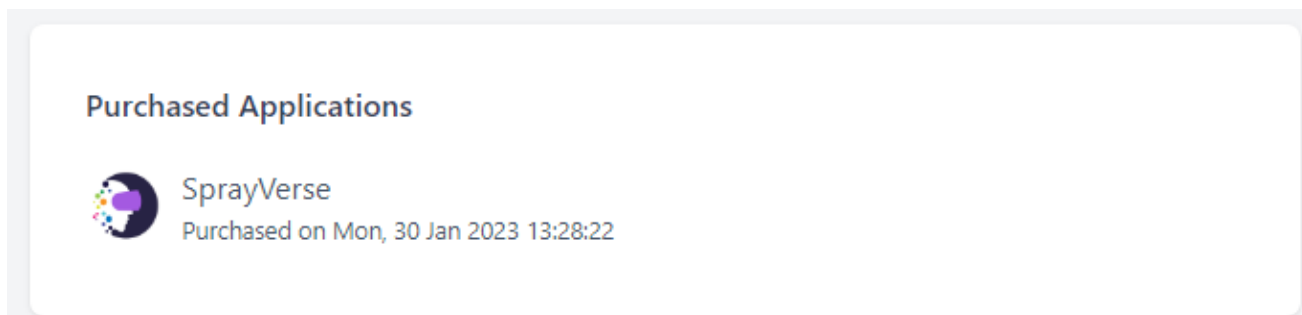 Purchased Applications
SprayVerse
Purchased on Mon, 30 Jan 2023 13:28:22